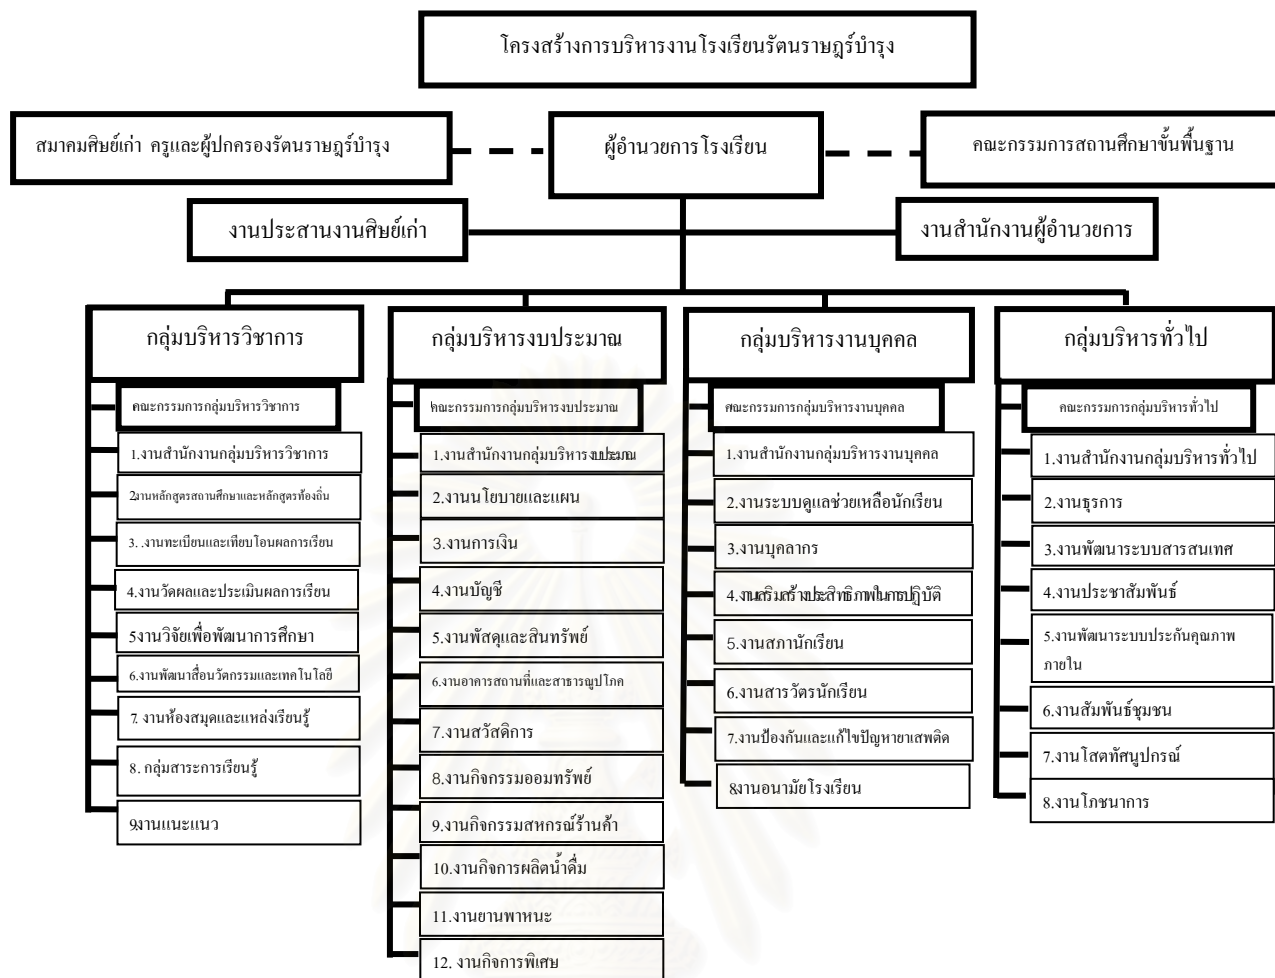 โครงสร้างการบริหารงานโรงเรียนรัตนราษฎร์บำรุง
สมาคมศิษย์เก่า ครูและผู้ปกครองรัตนราษฎร์บำรุง
ผู้อำนวยการโรงเรียน
คณะกรรมการสถานศึกษาขั้นพื้นฐาน
งานประสานงานศิษย์เก่า
งานสำนักงานผู้อำนวยการ
กลุ่มบริหารวิชาการ
คณะกรรมการกลุ่มบริหารวิชาการ
1.งานสำนักงานกลุ่มบริหารวิชาการ
2งานหลักสูตรสถานศึกษาและหลักสูตรท้องถิ่น
3. .งานทะเบียนและเทียบโอนผลการเรียน
4.งานวัดผลและประเมินผลการเรียน
5งานวิจัยเพื่อพัฒนาการศึกษา
6.งานพัฒนาสื่อนวัตกรรมและเทคโนโลยี
7. งานห้องสมุดและแหล่งเรียนรู้
8. กลุ่มสาระการเรียนรู้
9งานแนะแนว
กลุ่มบริหารงบประมาณ
คณะกรรมการกลุ่มบริหารงบประมาณ
1.งานสำนักงานกลุ่มบริหารงบประมาณ
2.งานนโยบายและแผน
3.งานการเงิน
4.งานบัญชี
5.งานพัสดุและสินทรัพย์
6.งานอาคารสถานที่และสาธารณูปโภค
7.งานสวัสดิการ
8.งานกิจกรรมออมทรัพย์
9.งานกิจกรรมสหกรณ์ร้านค้า
10.งานกิจการผลิตน้ำดื่ม
11.งานยานพาหนะ
12. งานกิจการพิเศษ
กลุ่มบริหารงานบุคคล
คณะกรรมการกลุ่มบริหารงานบุคคล
1.งานสำนักงานกลุ่มบริหารงานบุคคล
2.งานระบบดูแลช่วยเหลือนักเรียน
3.งานบุคลากร
4.งานเสริมสร้างประสิทธิภาพในการปฏิบัติ
5.งานสภานักเรียน
6.งานสารวัตรนักเรียน
7.งานป้องกันและแก้ไขปัญหายาเสพติด
8งานอนามัยโรงเรียน
กลุ่มบริหารทั่วไป
คณะกรรมการกลุ่มบริหารทั่วไป
1.งานสำนักงานกลุ่มบริหารทั่วไป
2.งานธุรการ
3.งานพัฒนาระบบสารสนเทศ
4.งานประชาสัมพันธ์
5.งานพัฒนาระบบประกันคุณภาพ
ภายใน
6.งานสัมพันธ์ชุมชน
7.งานโสตทัศนูปกรณ์
8.งานโภชนาการ